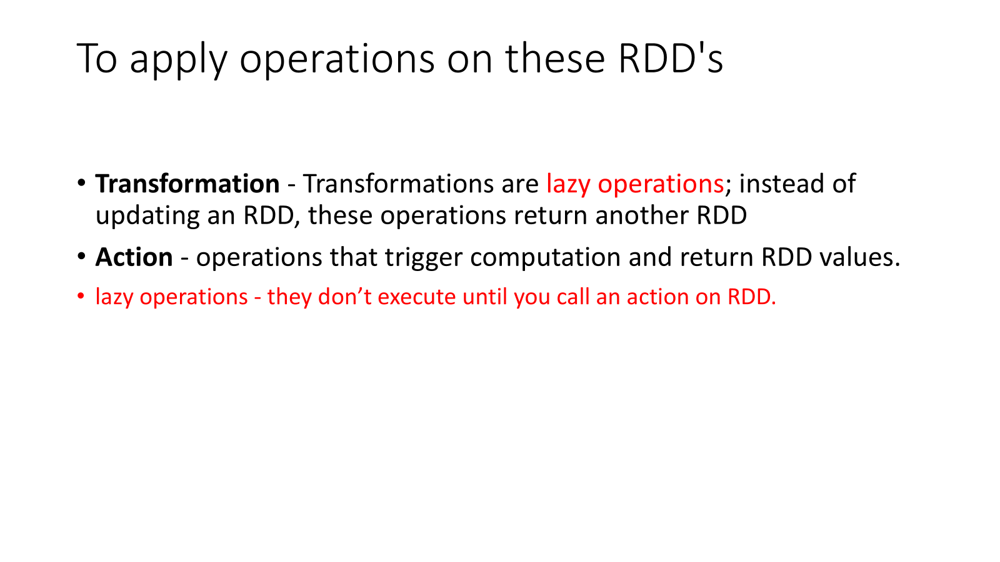 To apply operations on these RDD's
• Transformation - Transformations are lazy operations; instead of
updating an RDD, these operations return another RDD
• Action - operations that trigger computation and return RDD values.
• lazy operations - they don’t execute until you call an action on RDD.